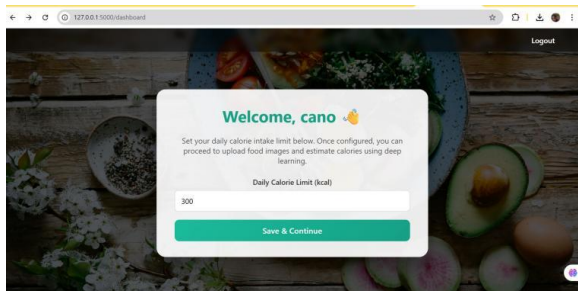 127.0.0.1:5000/dashboard
Logout
Welcome, cano 👋
Set your daily calorie intake limit below. Once configured, you can
proceed to upload food images and estimate calories using deep
learning.
Daily Calorie Limit (kcal)
300
Save & Continue